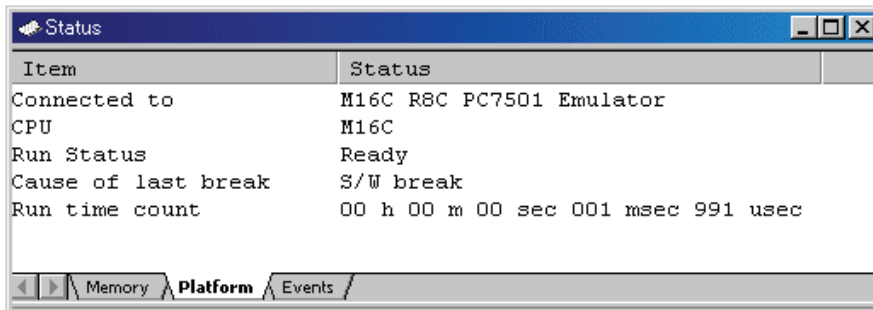 Status
Item Status
Connected to M16C R8C PC7501 Emulator
CPU M16C
Run Status Ready
Cause of last break S/W break
Run time count 00 h 00 m 00 sec 001 msec 991 usec
Memory Platform Events